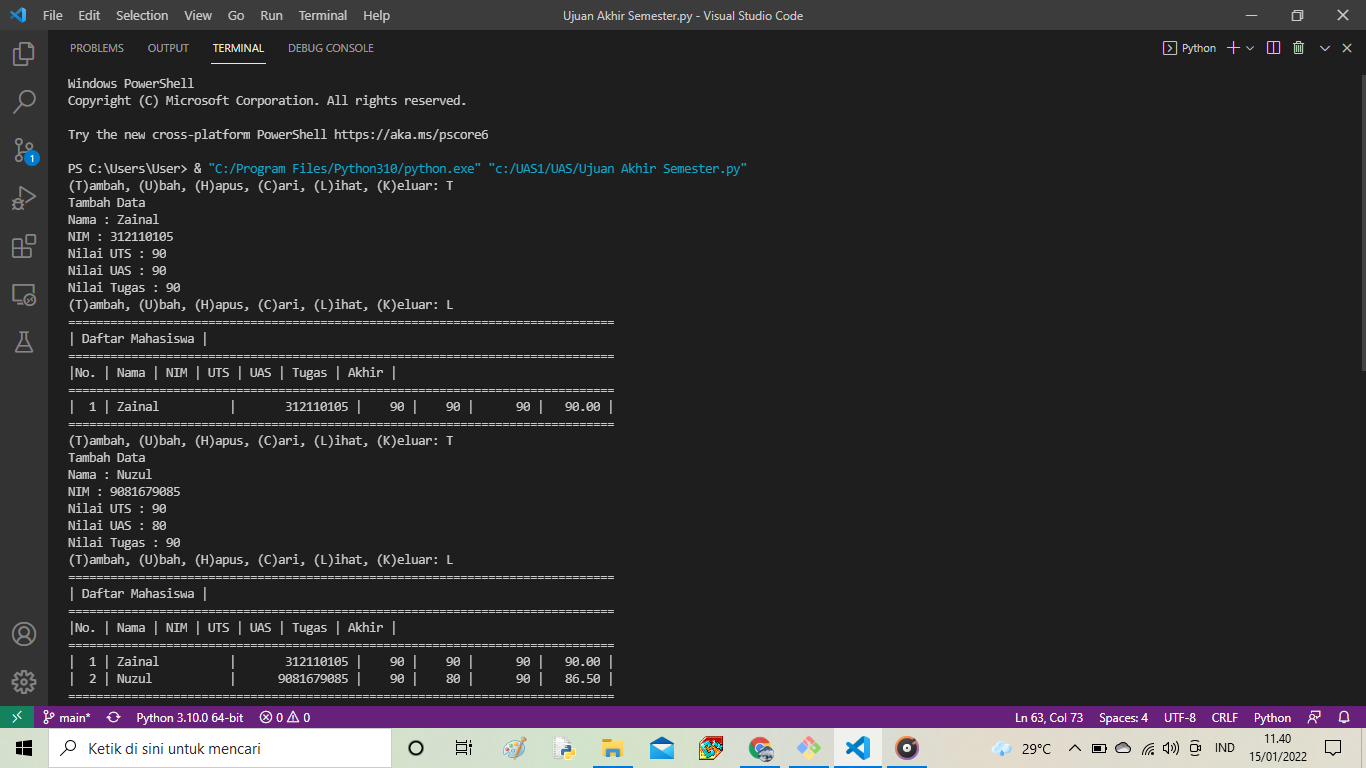 File Edit Selection View Go Run Terminal Help
Ujuan Akhir Semester.py - Visual Studio Code
PROBLEMS OUTPUT TERMINAL DEBUG CONSOLE
Python
Windows PowerShell
Copyright (C) Microsoft Corporation. All rights reserved.
Try the new cross-platform PowerShell https://aka.ms/pscore6
PS C:\Users\User> & "C:/Program Files/Python310/python.exe" "c:/UAS1/UAS/Ujuan Akhir Semester.py"
(T)ambah, (U)bah, (H)apus, (C)ari, (L)ihat, (K)eluar: T
Tambah Data
Nama : Zainal
NIM : 312110105
Nilai UTS : 90
Nilai UAS : 90
Nilai Tugas : 90
(T)ambah, (U)bah, (H)apus, (C)ari, (L)ihat, (K)eluar: L
==============================================================================
| Daftar Mahasiswa |
==============================================================================
|No. | Nama | NIM | UTS | UAS | Tugas | Akhir |
==============================================================================
|  1 | Zainal          |       312110105 |    90 |    90 |      90 |   90.00 |
==============================================================================
(T)ambah, (U)bah, (H)apus, (C)ari, (L)ihat, (K)eluar: T
Tambah Data
Nama : Nuzul
NIM : 9081679085
Nilai UTS : 90
Nilai UAS : 80
Nilai Tugas : 90
(T)ambah, (U)bah, (H)apus, (C)ari, (L)ihat, (K)eluar: L
==============================================================================
| Daftar Mahasiswa |
==============================================================================
|No. | Nama | NIM | UTS | UAS | Tugas | Akhir |
==============================================================================
|  1 | Zainal          |       312110105 |    90 |    90 |      90 |   90.00 |
|  2 | Nuzul           |      9081679085 |    90 |    80 |      90 |   86.50 |
==============================================================================
1
main* Python 3.10.0 64-bit 0 0 Ln 63, Col 73 Spaces: 4 UTF-8 CRLF Python
Ketik di sini untuk mencari
29°C
IND
11.40
15/01/2022